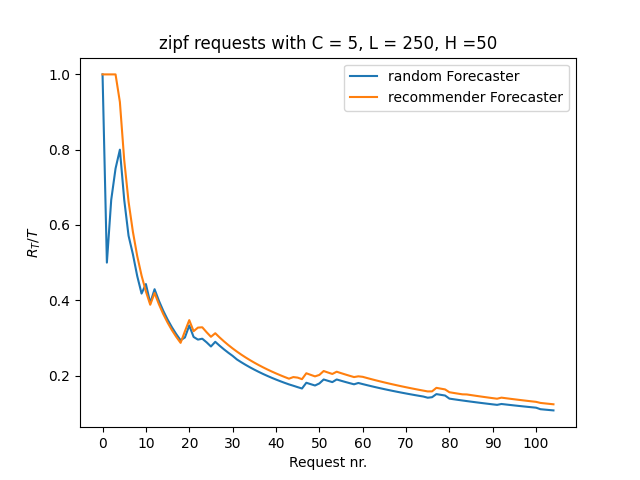 zipf requests with C = 5, L = 250, H =50
random Forecaster
recommender Forecaster
1.0
0.8
0.6
0.4
0.2
R_T/T
0 10 20 30 40 50 60 70 80 90 100
Request nr.